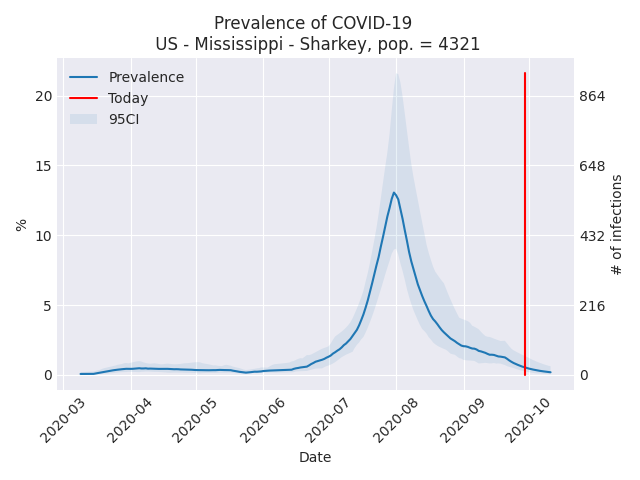 Prevalence of COVID-19
US - Mississippi - Sharkey, pop. = 4321
Prevalence
Today
95CI
20
15
10
5
0
%
864
648
432
216
0
# of infections
2020-03
2020-04
2020-05
2020-06
2020-07
2020-08
2020-09
2020-10
Date